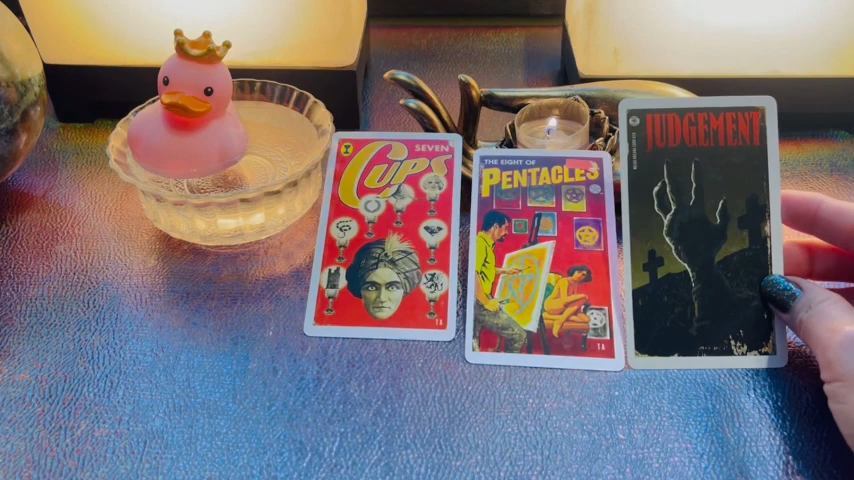 SEVEN
Cups
THE EIGHT OF
PENTACLES
JUDGEMENT